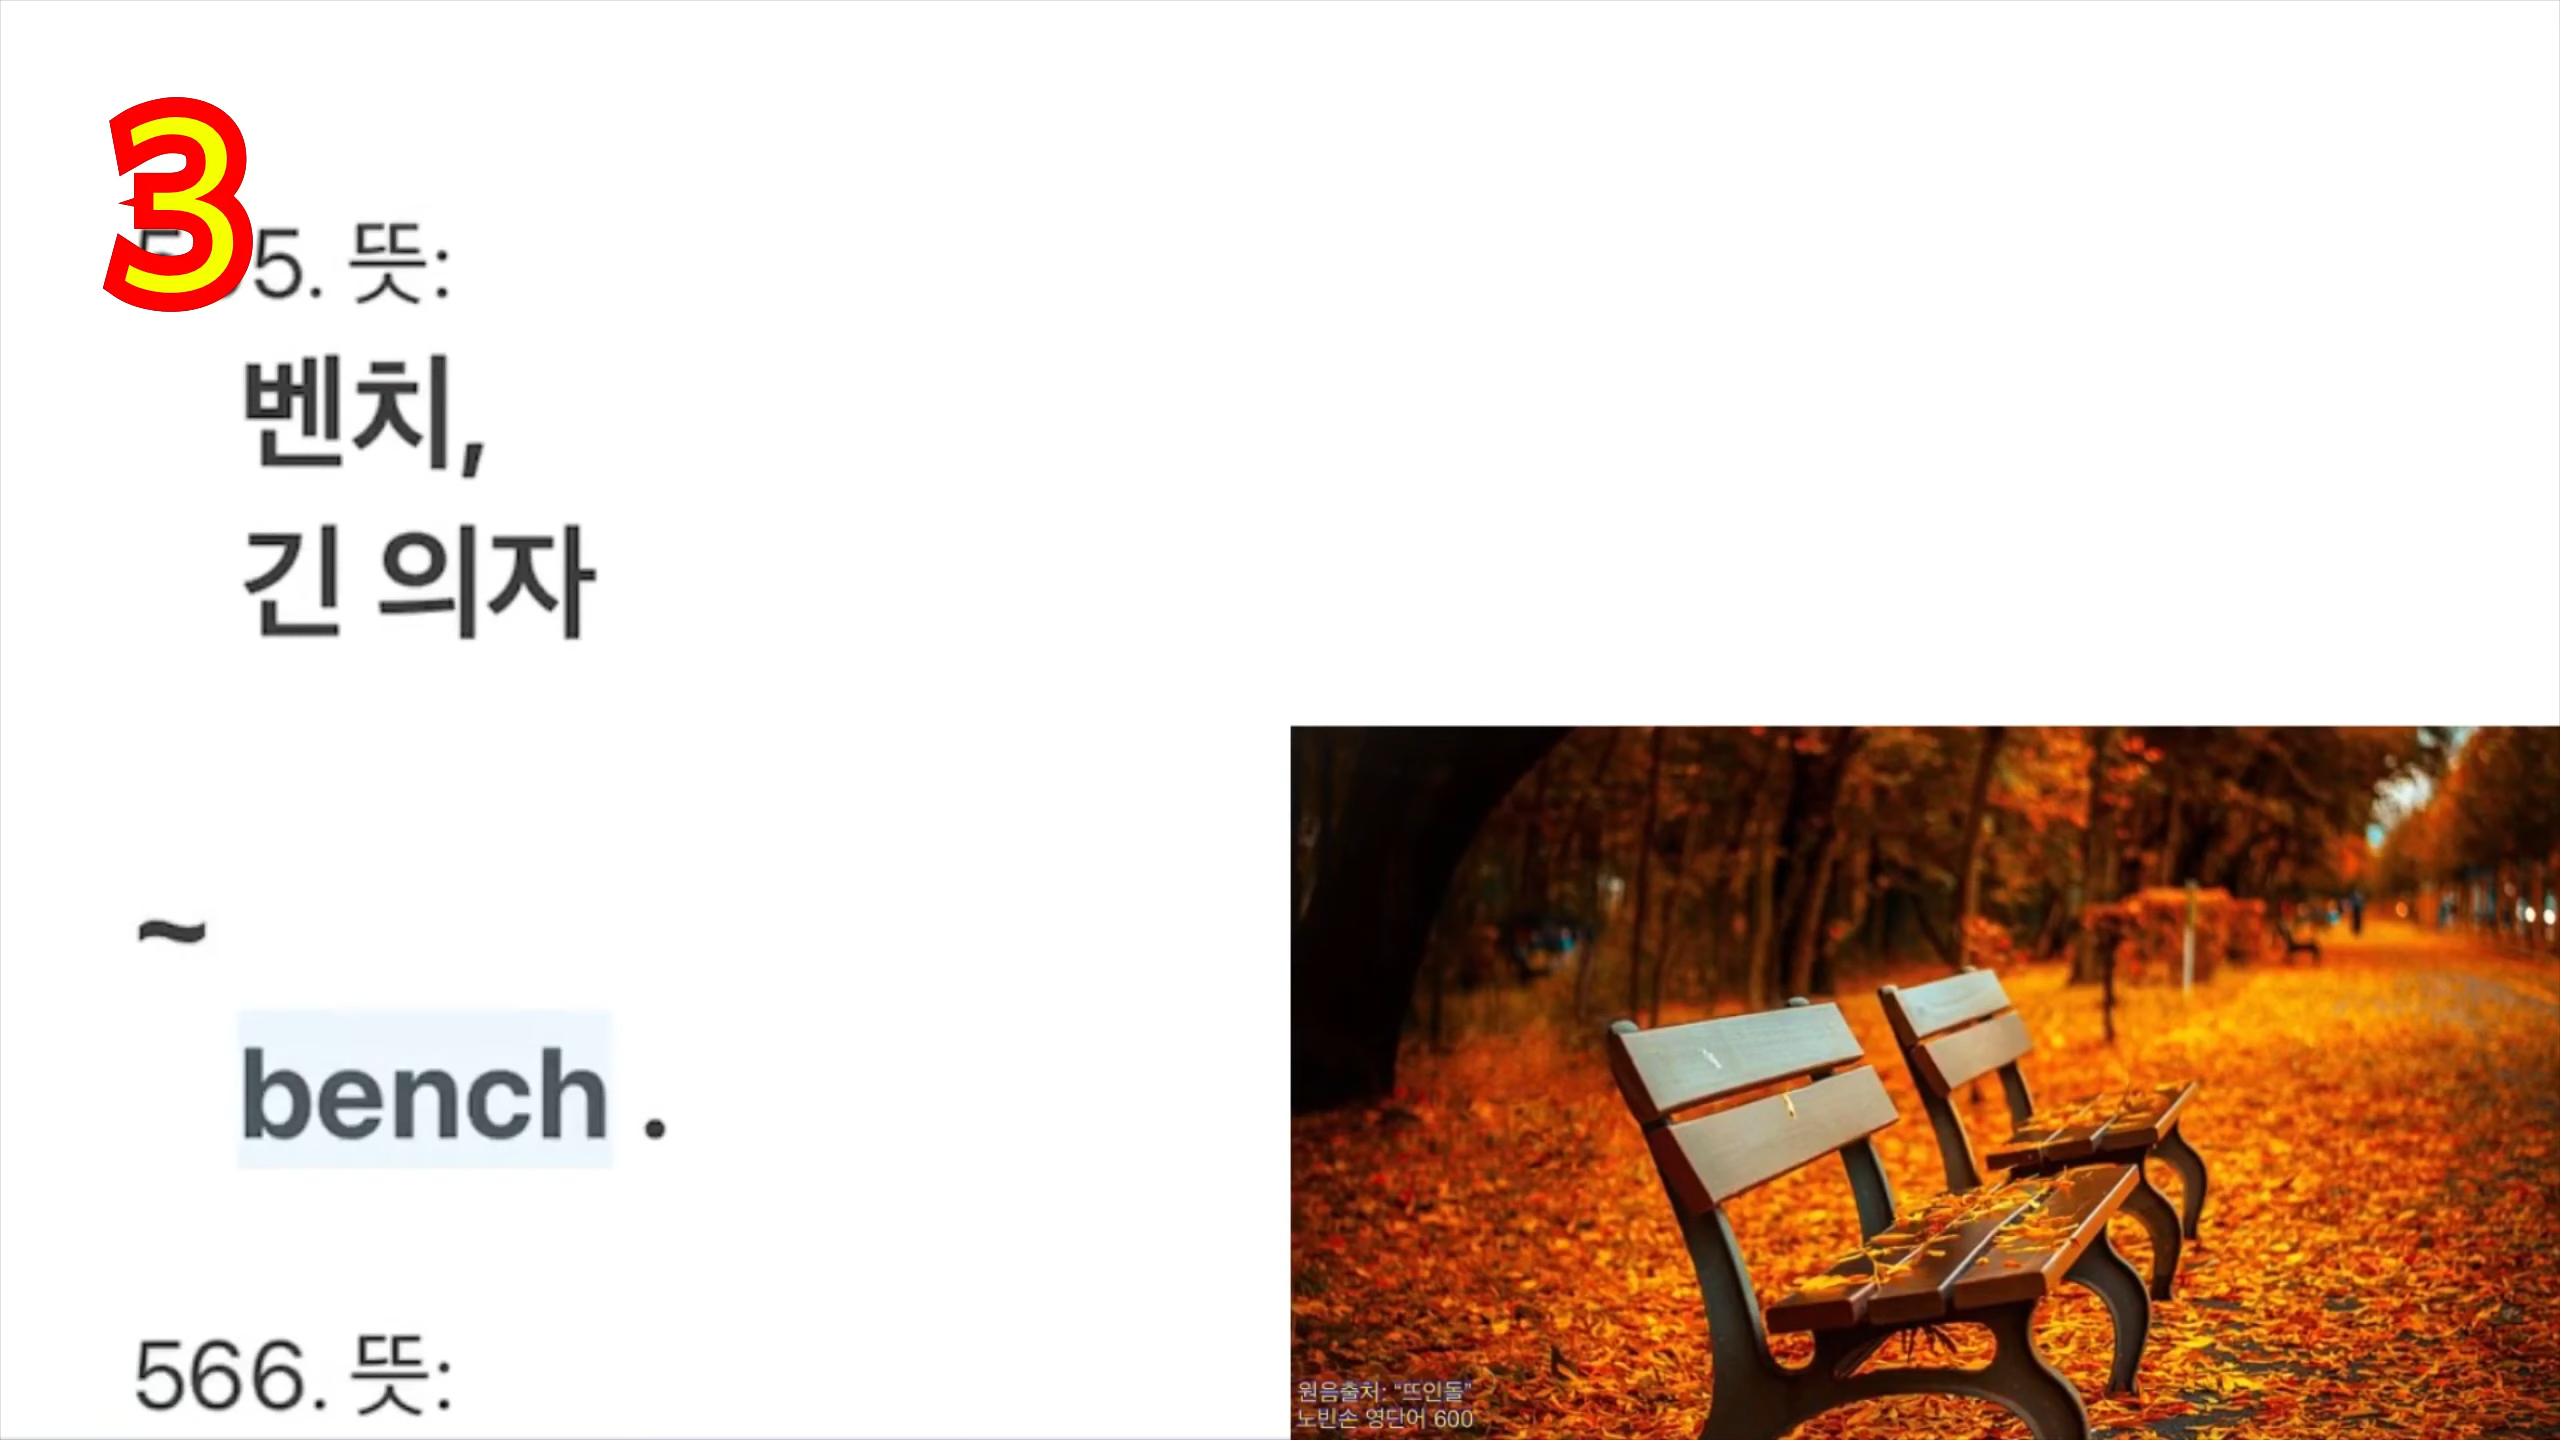 3
5. 뜻:
벤치,
긴 의자
~
bench .
566. 뜻:
원음출처: "뜨인돌"
노빈손 영단어 600